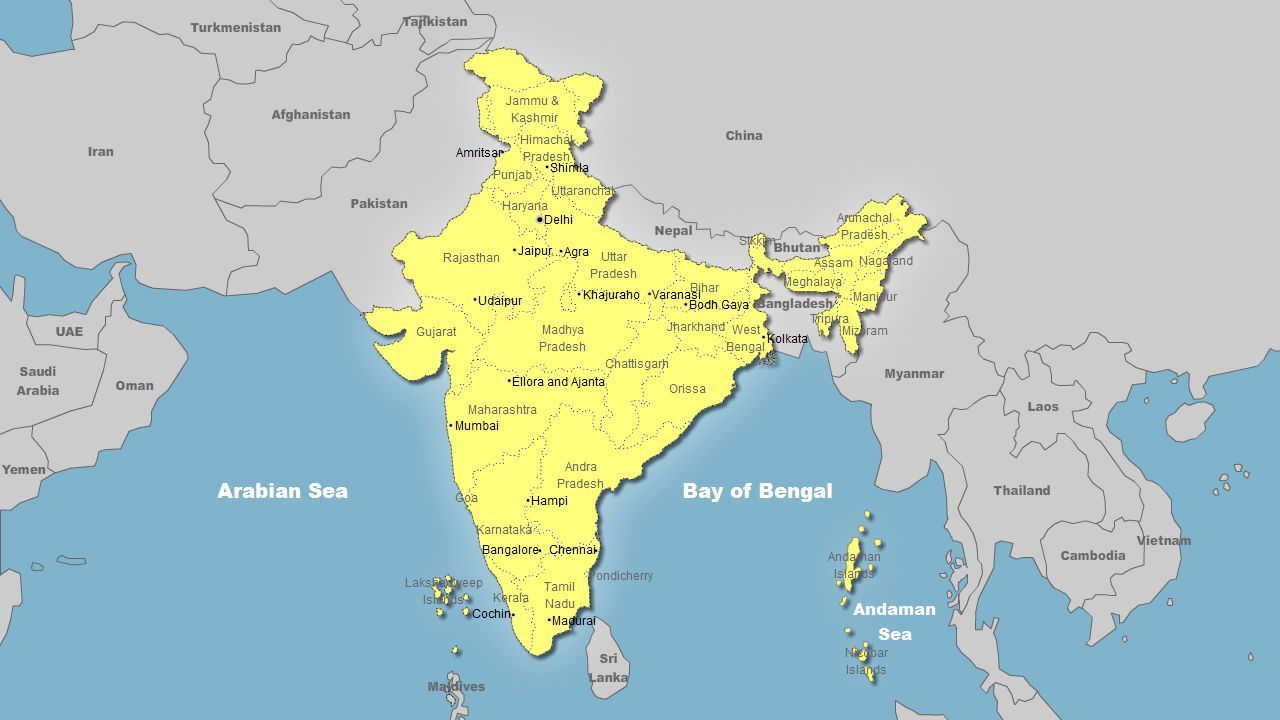 Turkmenistan
Tajikistan
Afghanistan
Iran
China
Jammu &
Kashmir
Himachal
Pradesh
Amritsar
Shimla
Punjab
Uttaranchal
Pakistan
Haryana
Delhi
Nepal
Sikkim
Bhutan
Arunachal
Pradesh
Assam
Nagaland
Rajasthan
Jaipur
Agra
Uttar
Pradesh
Meghalaya
Manipur
Bihar
Udaipur
Khajuraho
Varanasi
Bodh Gaya
Bangladesh
Tripura
Mizoram
UAE
Gujarat
Madhya
Pradesh
Jharkhand
West
Bengal
Kolkata
Saudi
Arabia
Oman
Chattisgarh
Orissa
Myanmar
Ellora and Ajanta
Maharashtra
Mumbai
Laos
Yemen
Andra
Pradesh
Arabian Sea
Bay of Bengal
Goa
Hampi
Thailand
Karnataka
Bangalore
Chennai
Vietnam
Cambodia
Andaman
Islands
Pondicherry
Lakshadweep
Islands
Kerala
Tamil
Nadu
Cochin
Madurai
Andaman
Sea
Sri
Lanka
Nicobar
Islands
Maldives